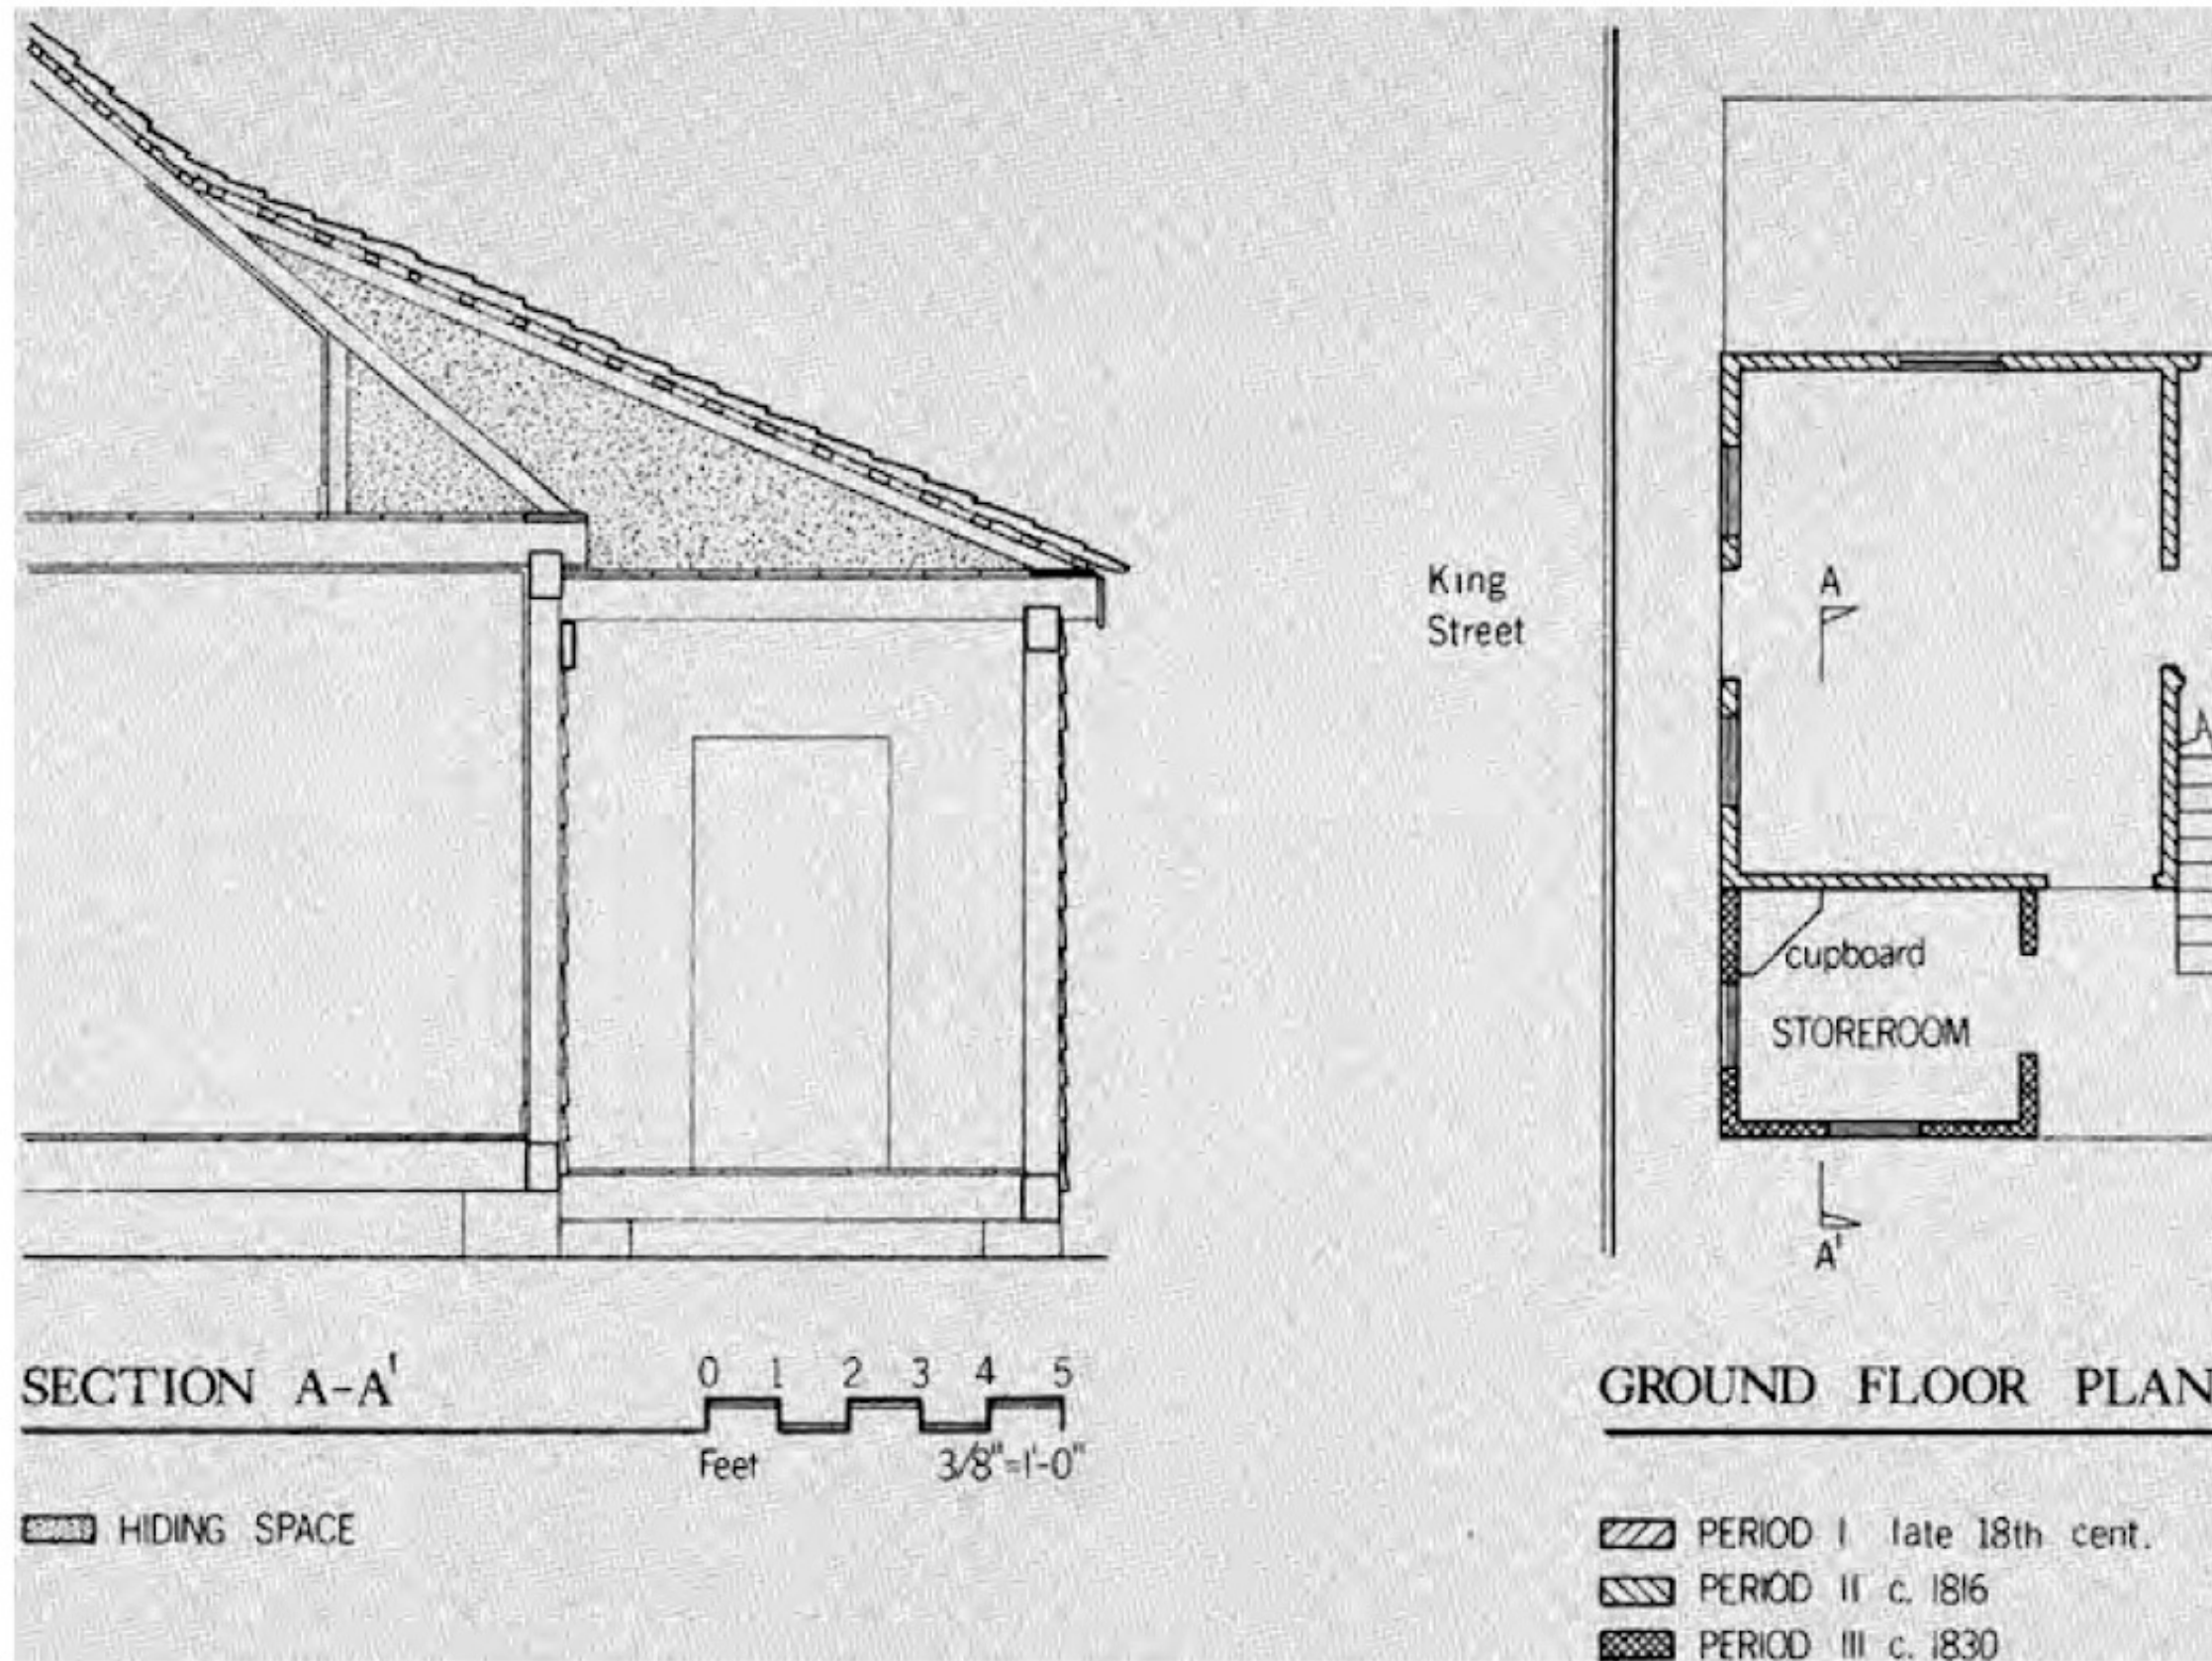 King
Street
A
cupboard
STOREROOM
A'
SECTION A-A'
0 1 2 3 4 5
Feet 3/8"=1'-0"
HIDING SPACE
GROUND FLOOR PLAN
PERIOD I late 18th cent.
PERIOD II c. 1816
PERIOD III c. 1830